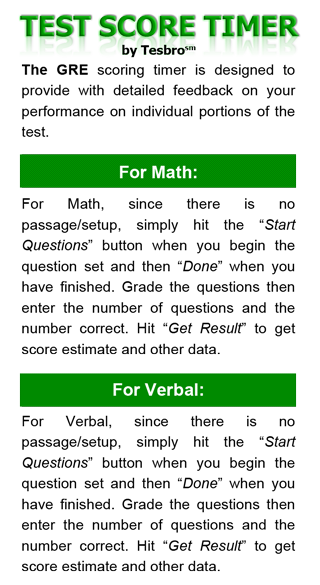 TEST SCORE TIMER
by Tesbro℠
The GRE scoring timer is designed to
provide with detailed feedback on your
performance on individual portions of the
test.
For Math:
For Math, since there is no
passage/setup, simply hit the “Start
Questions” button when you begin the
question set and then “Done” when you
have finished. Grade the questions then
enter the number of questions and the
number correct. Hit “Get Result” to get
score estimate and other data.
For Verbal:
For Verbal, since there is no
passage/setup, simply hit the “Start
Questions” button when you begin the
question set and then “Done” when you
have finished. Grade the questions then
enter the number of questions and the
number correct. Hit “Get Result” to get
score estimate and other data.